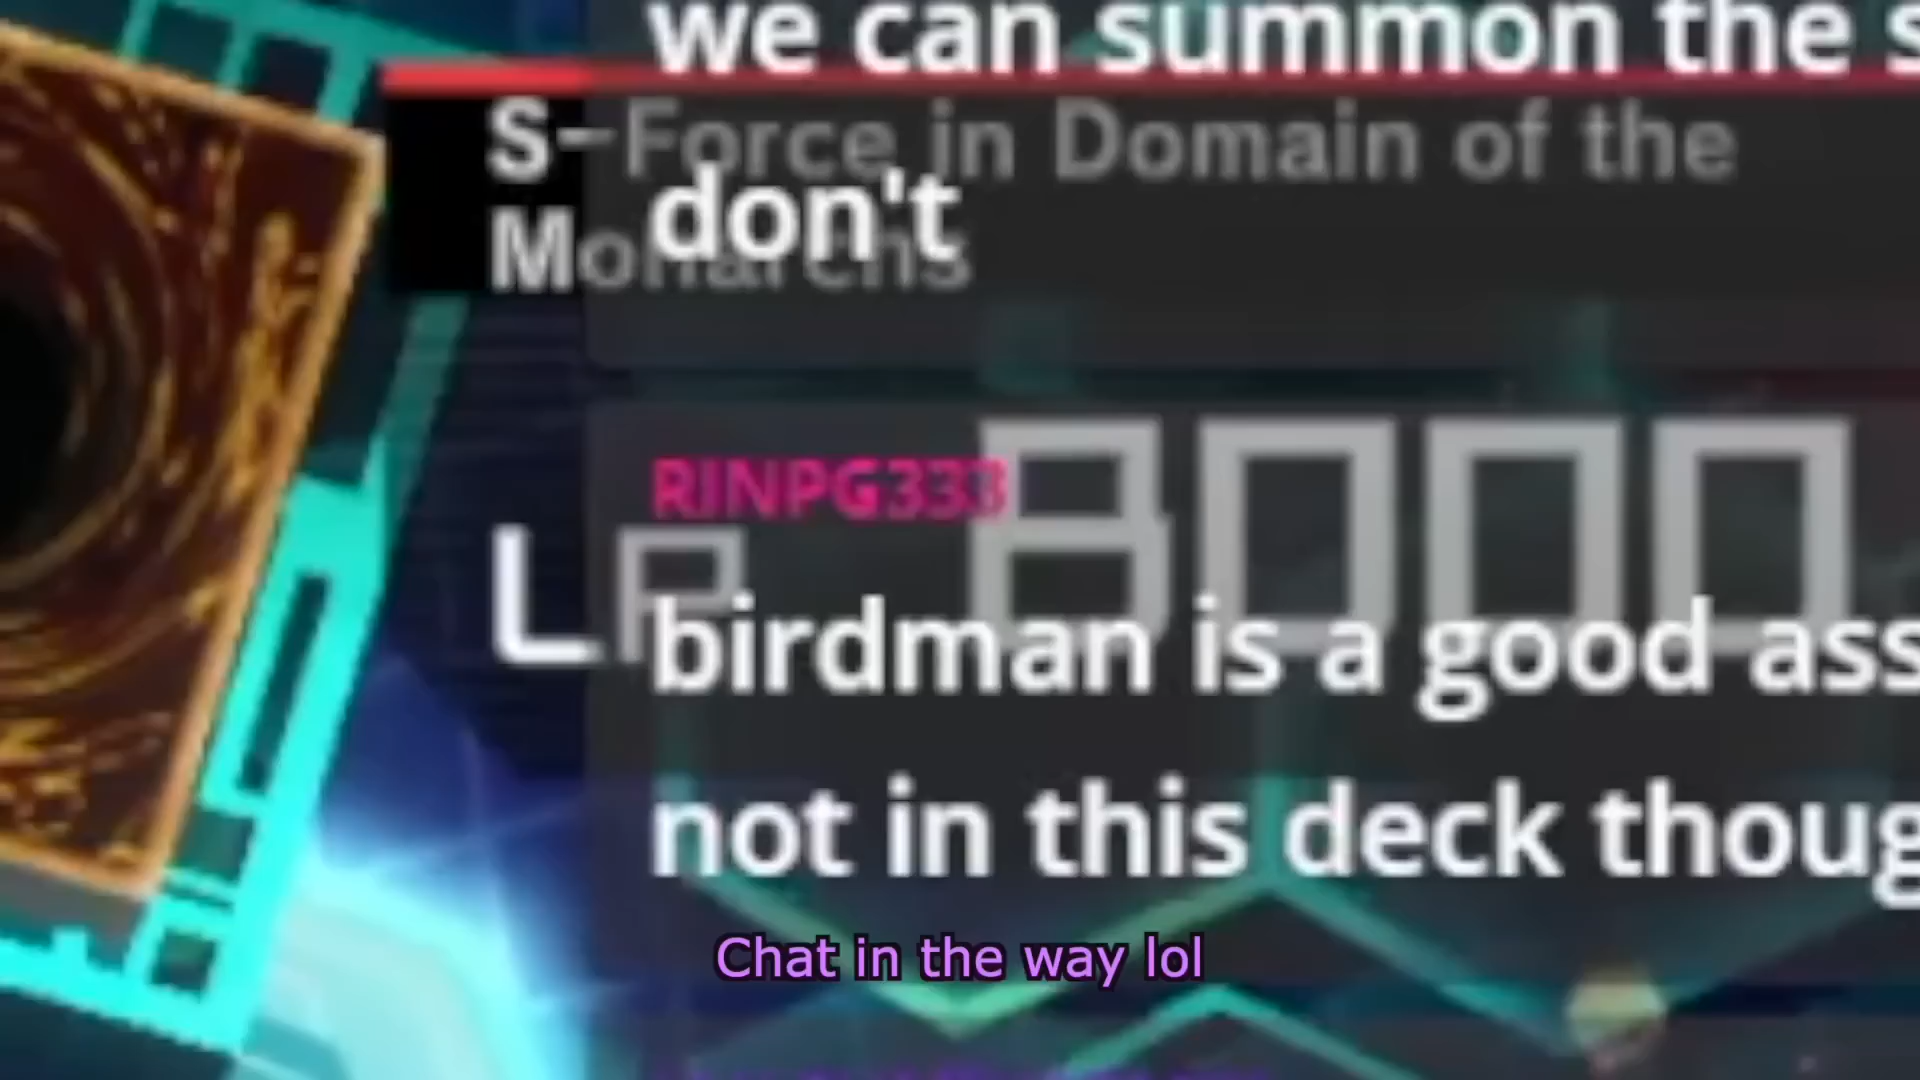 we can summon the s
S-Force in Domain of the
don't
Monarchs
RINPG333
LP 8000
birdman is a good ass
not in this deck thoug
Chat in the way lol